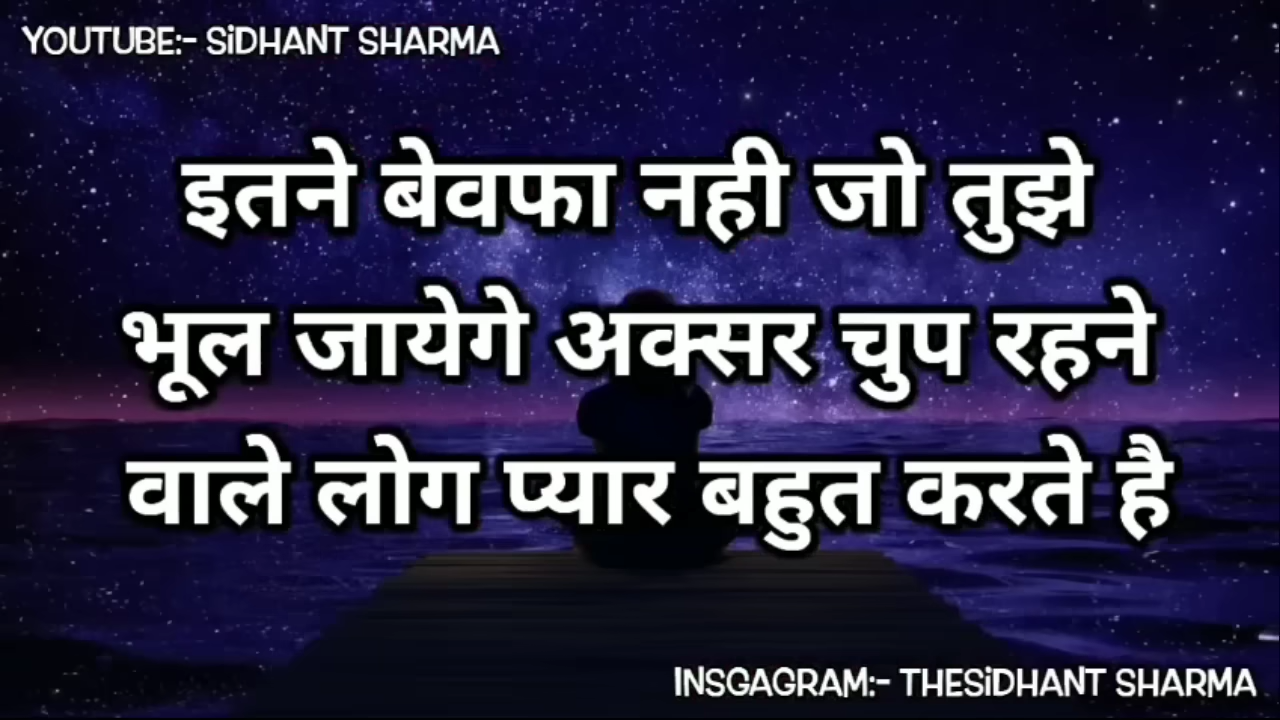 YOUTUBE:- SiDHANT SHARMA
इतने बेवफा नही जो तुझे
भूल जायेगे अक्सर चुप रहने
वाले लोग प्यार बहुत करते है
INSGAGRAM:- THESiDHANT SHARMA